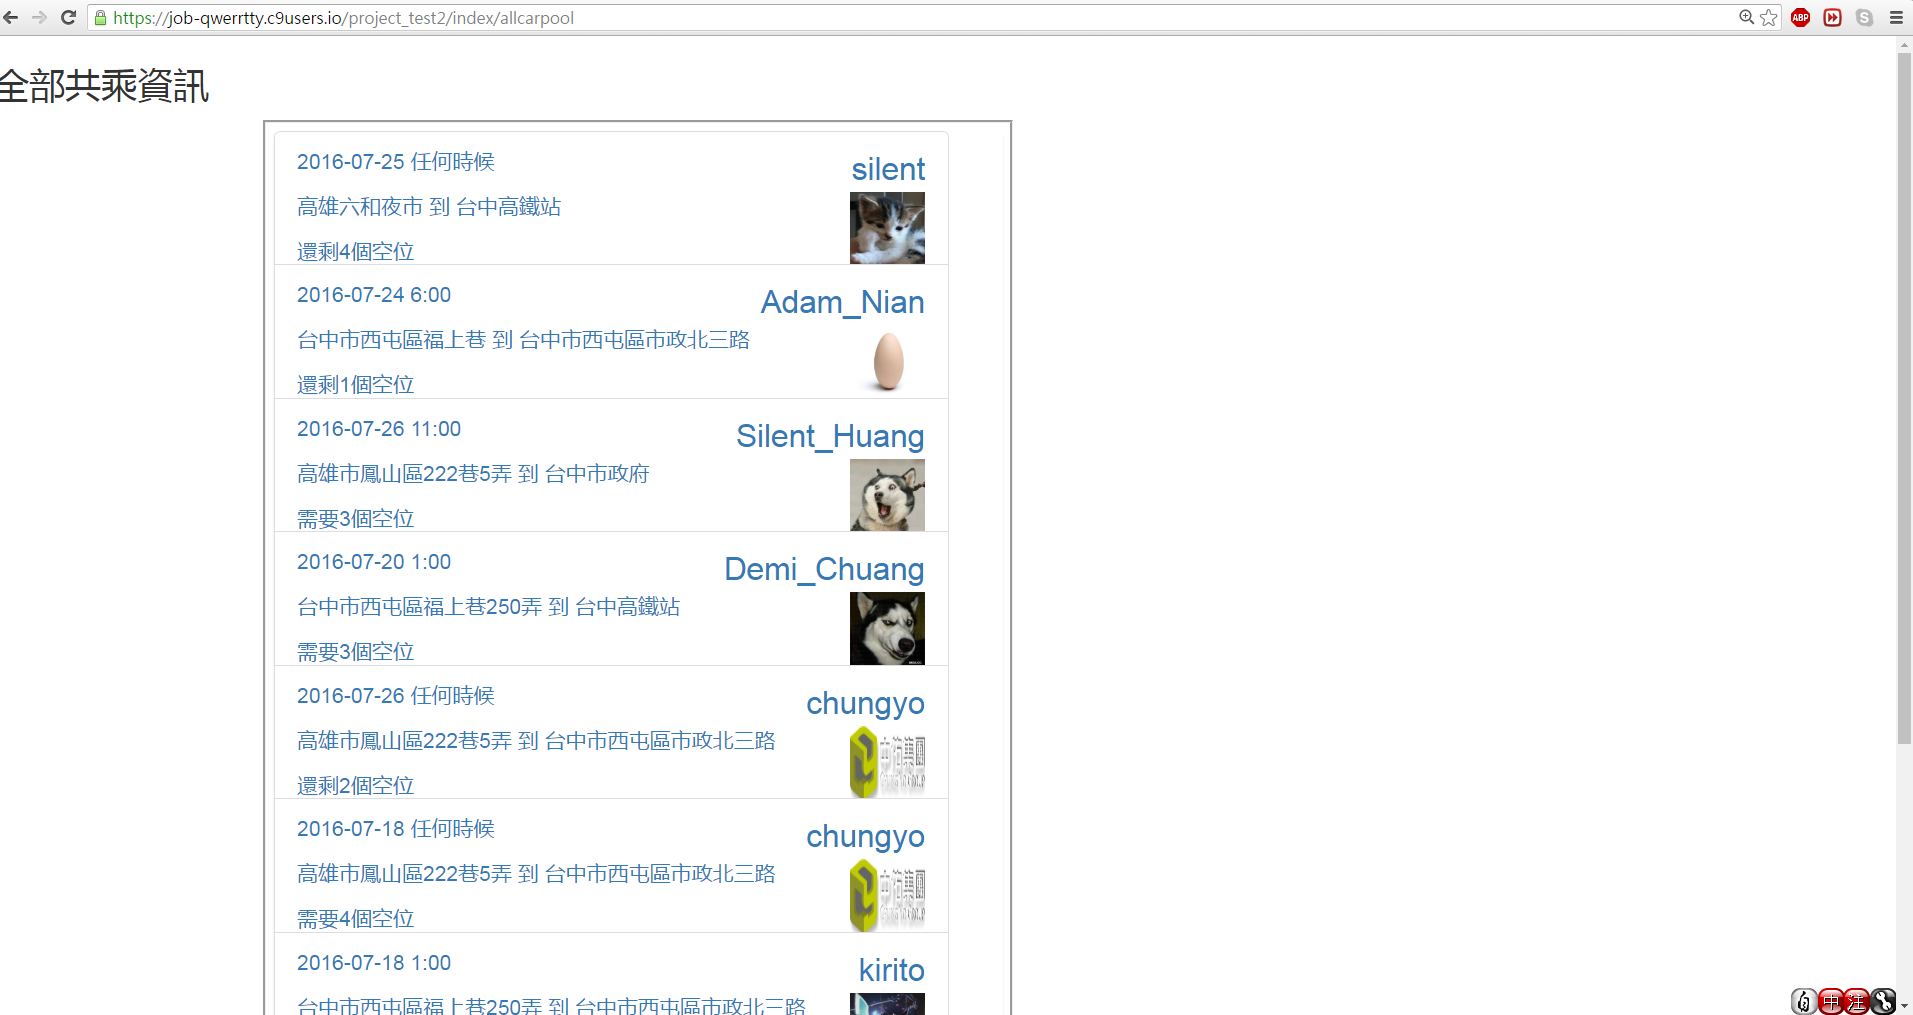 https://job-qwerrtty.c9users.io/project_test2/index/allcarpool
ABP
全部共乘資訊
2016-07-25 任何時候
silent
高雄六和夜市 到 台中高鐵站
還剩4個空位
2016-07-24 6:00
Adam_Nian
台中市西屯區福上巷 到 台中市西屯區市政北三路
還剩1個空位
2016-07-26 11:00
Silent_Huang
高雄市鳳山區222巷5弄 到 台中市政府
需要3個空位
2016-07-20 1:00
Demi_Chuang
台中市西屯區福上巷250弄 到 台中高鐵站
需要3個空位
2016-07-26 任何時候
chungyo
高雄市鳳山區222巷5弄 到 台中市西屯區市政北三路
還剩2個空位
2016-07-18 任何時候
chungyo
高雄市鳳山區222巷5弄 到 台中市西屯區市政北三路
需要4個空位
2016-07-18 1:00
kirito
台中市西屯區福上巷250弄 到 台中市西屯區市政北三路
中 注